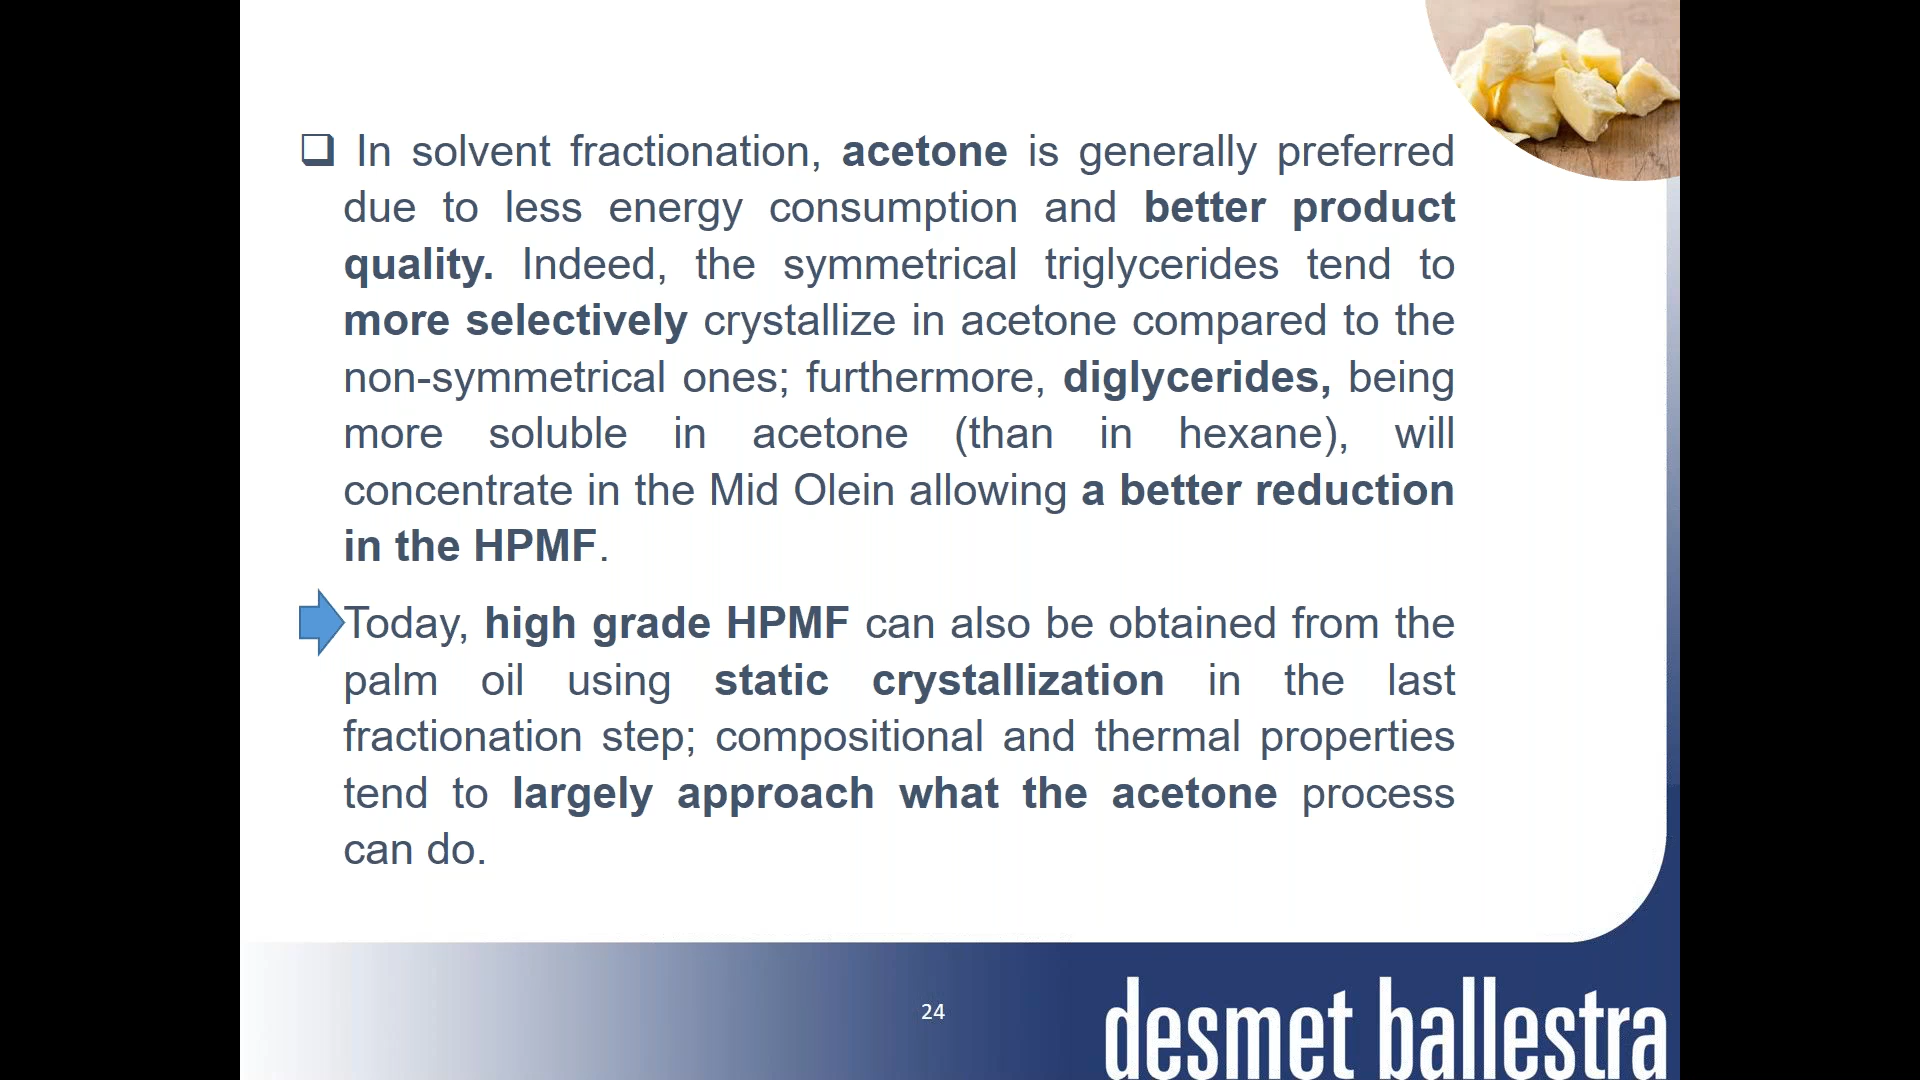 In solvent fractionation, acetone is generally preferred
due to less energy consumption and better product
quality. Indeed, the symmetrical triglycerides tend to
more selectively crystallize in acetone compared to the
non-symmetrical ones; furthermore, diglycerides, being
more soluble in acetone (than in hexane), will
concentrate in the Mid Olein allowing a better reduction
in the HPMF.
Today, high grade HPMF can also be obtained from the
palm oil using static crystallization in the last
fractionation step; compositional and thermal properties
tend to largely approach what the acetone process
can do.
24
desmet ballestra